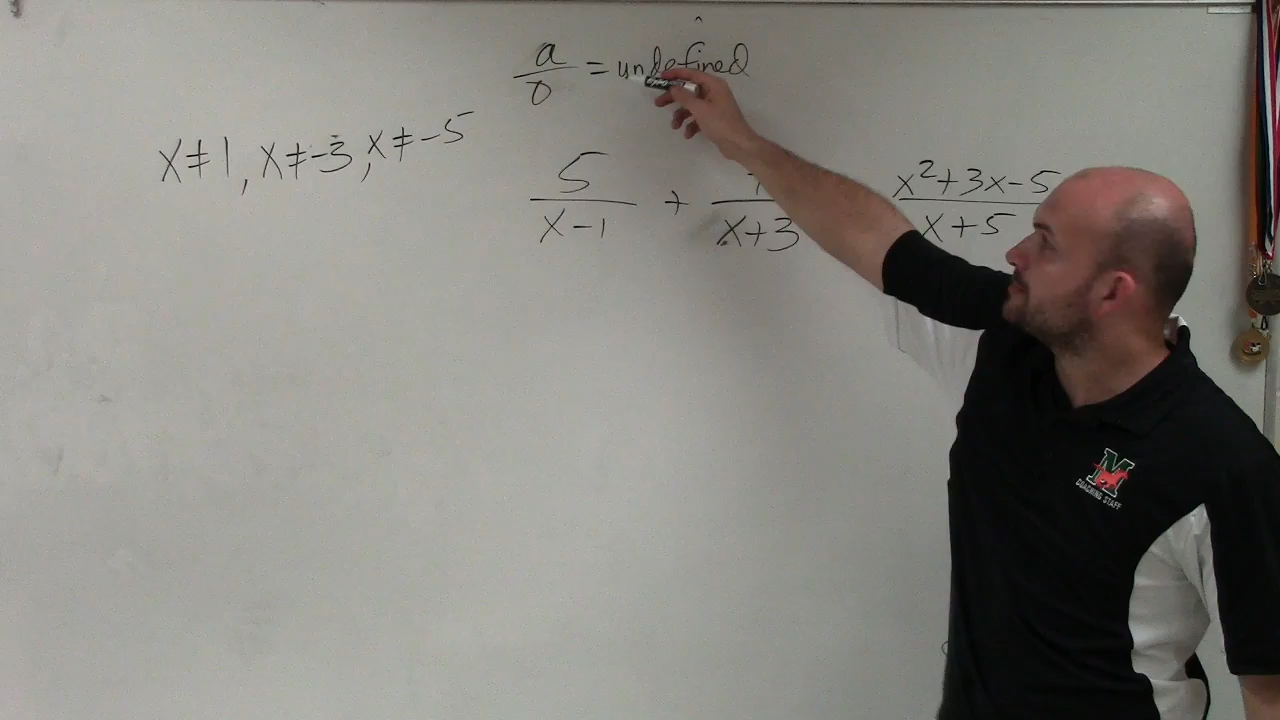 a/0 = undefined
x ≠ 1, x ≠ -3, x ≠ -5
5/(x-1) + /(x+3) (x²+3x-5)/(x+5)
M
COACHING STAFF